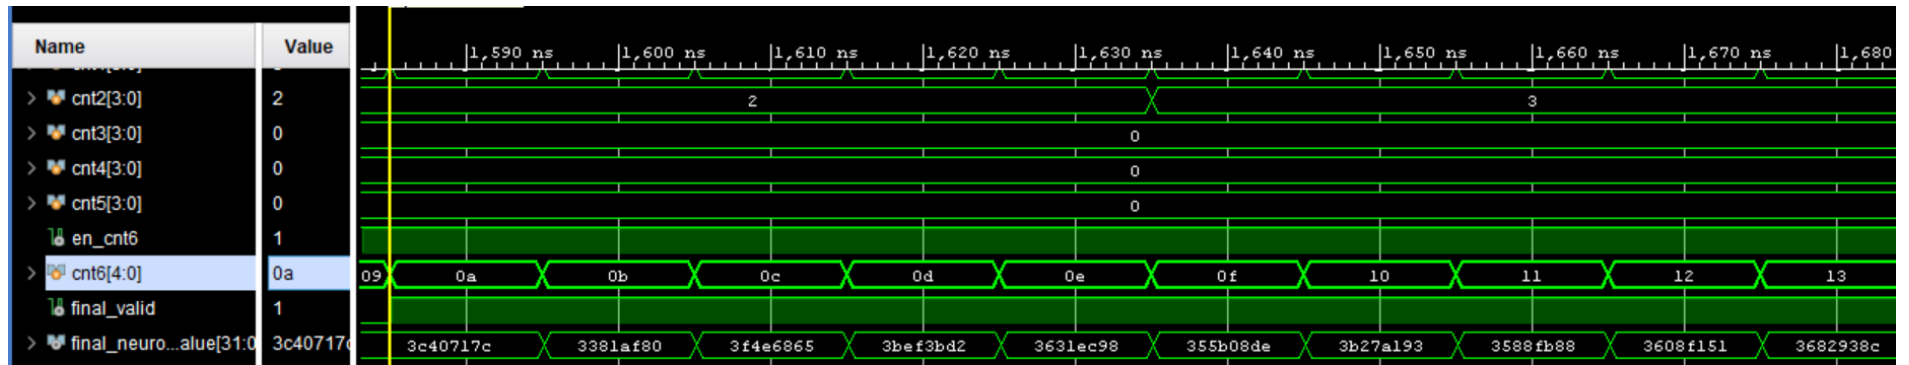 Name Value 1,590 ns 1,600 ns 1,610 ns 1,620 ns 1,630 ns 1,640 ns 1,650 ns 1,660 ns 1,670 ns 1,680
cnt2[3:0] 2 2 3
cnt3[3:0] 0 0
cnt4[3:0] 0 0
cnt5[3:0] 0 0
en_cnt6 1
cnt6[4:0] 0a 09 0a 0b 0c 0d 0e 0f 10 11 12 13
final_valid 1
final_neuro...alue[31:0 3c40717c 3c40717c 3381af80 3f4e6865 3bef3bd2 3631ec98 355b08de 3b27a193 3588fb88 3608f151 3682938c